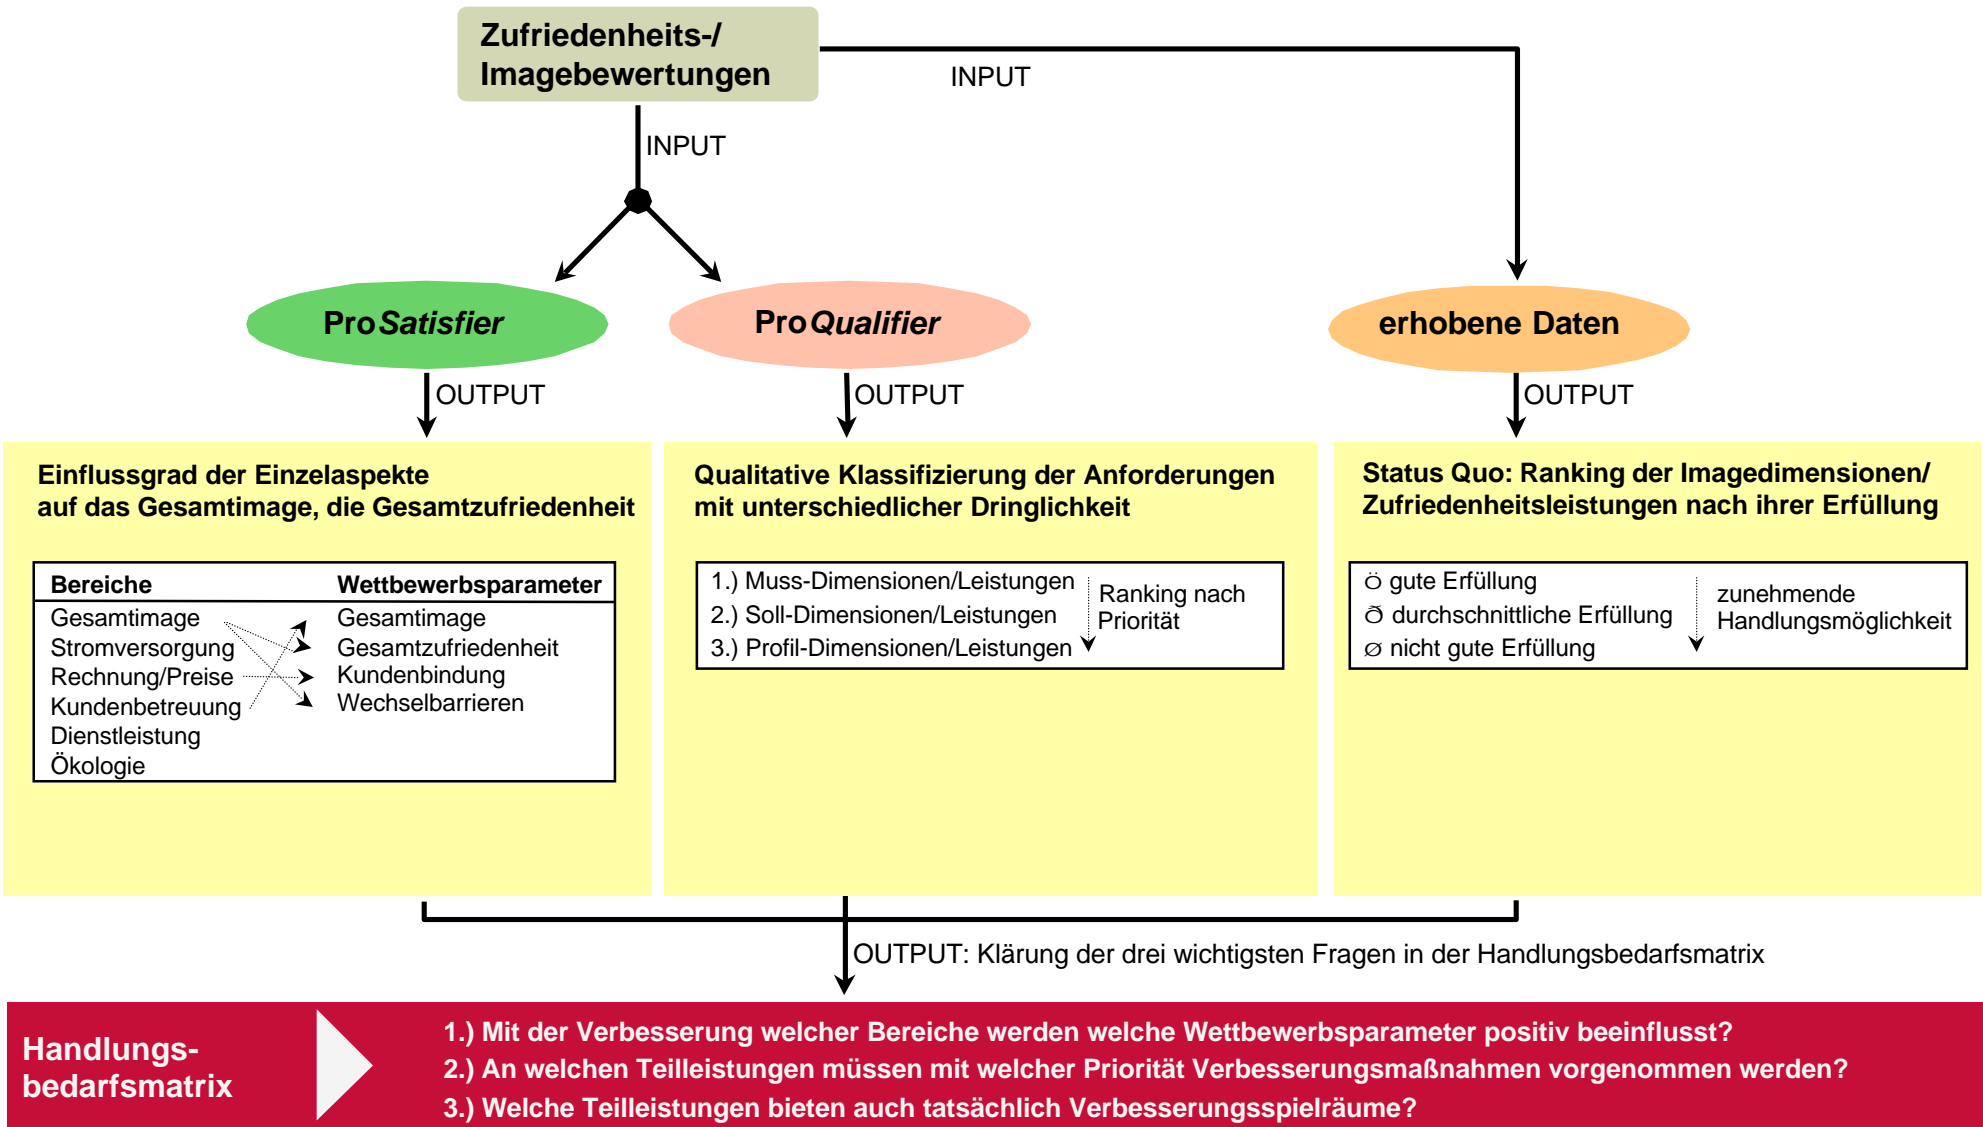 Zufriedenheits-/
Imagebewertungen
INPUT
INPUT
ProSatisfier
ProQualifier
erhobene Daten
OUTPUT
OUTPUT
OUTPUT
Einflussgrad der Einzelaspekte
auf das Gesamtimage, die Gesamtzufriedenheit
Bereiche Wettbewerbsparameter
Gesamtimage Gesamtimage
Stromversorgung Gesamtzufriedenheit
Rechnung/Preise Kundenbindung
Kundenbetreuung Wechselbarrieren
Dienstleistung
Ökologie
Qualitative Klassifizierung der Anforderungen
mit unterschiedlicher Dringlichkeit
1.) Muss-Dimensionen/Leistungen
2.) Soll-Dimensionen/Leistungen
3.) Profil-Dimensionen/Leistungen
Ranking nach
Priorität
Status Quo: Ranking der Imagedimensionen/
Zufriedenheitsleistungen nach ihrer Erfüllung
Ö gute Erfüllung
ð durchschnittliche Erfüllung
ø nicht gute Erfüllung
zunehmende
Handlungsmöglichkeit
OUTPUT: Klärung der drei wichtigsten Fragen in der Handlungsbedarfsmatrix
Handlungs-
bedarfsmatrix
1.) Mit der Verbesserung welcher Bereiche werden welche Wettbewerbsparameter positiv beeinflusst?
2.) An welchen Teilleistungen müssen mit welcher Priorität Verbesserungsmaßnahmen vorgenommen werden?
3.) Welche Teilleistungen bieten auch tatsächlich Verbesserungsspielräume?